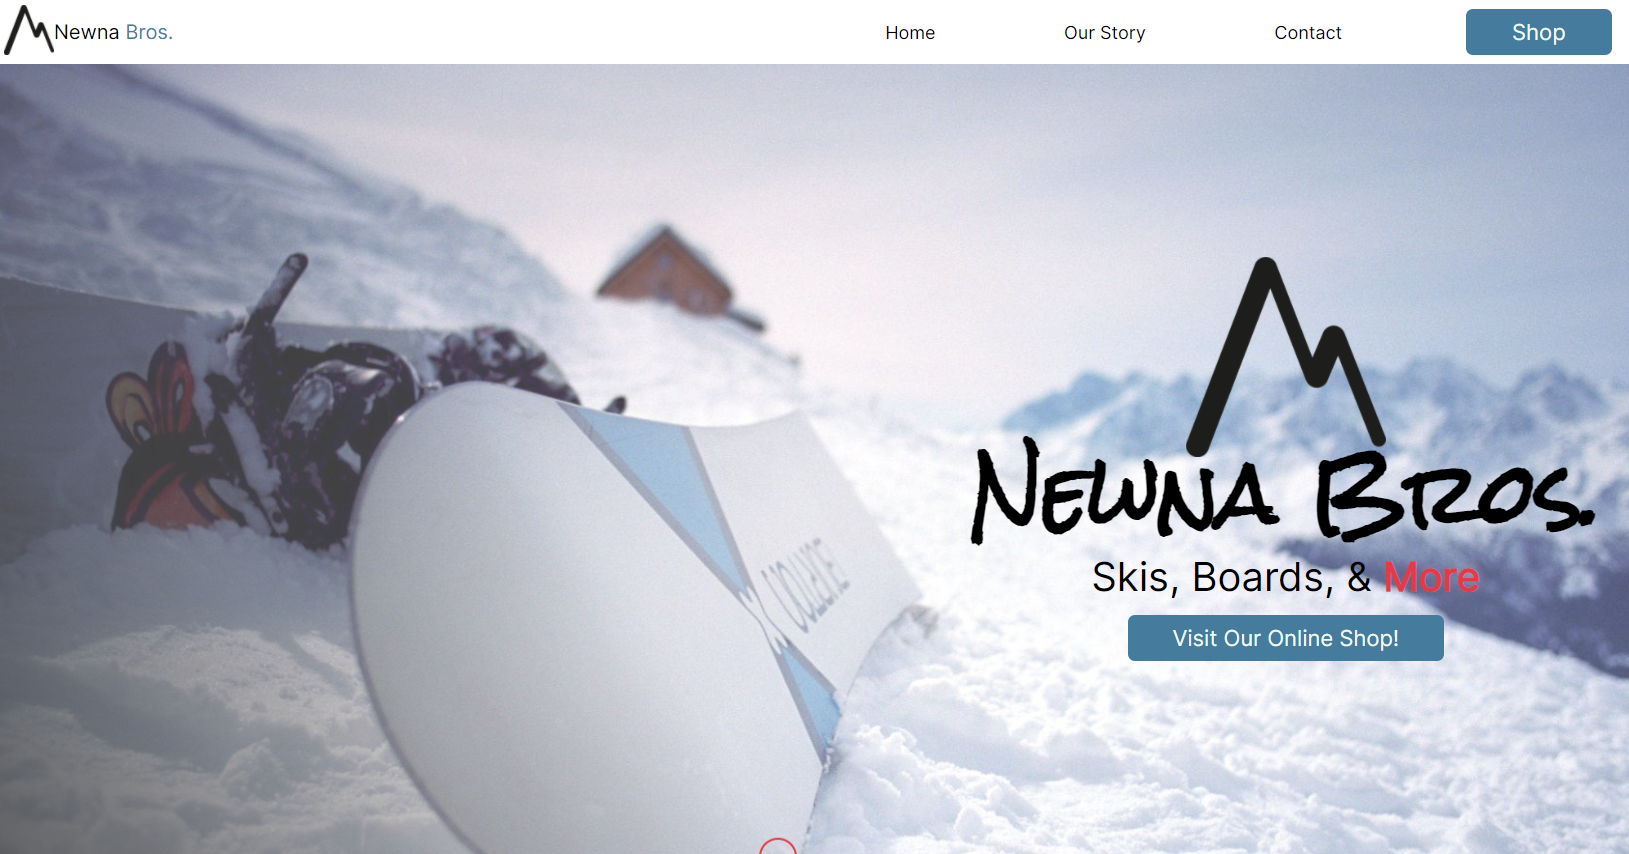 Newna Bros.
Home
Our Story
Contact
Shop
Newna Bros.
Skis, Boards, & More
Visit Our Online Shop!